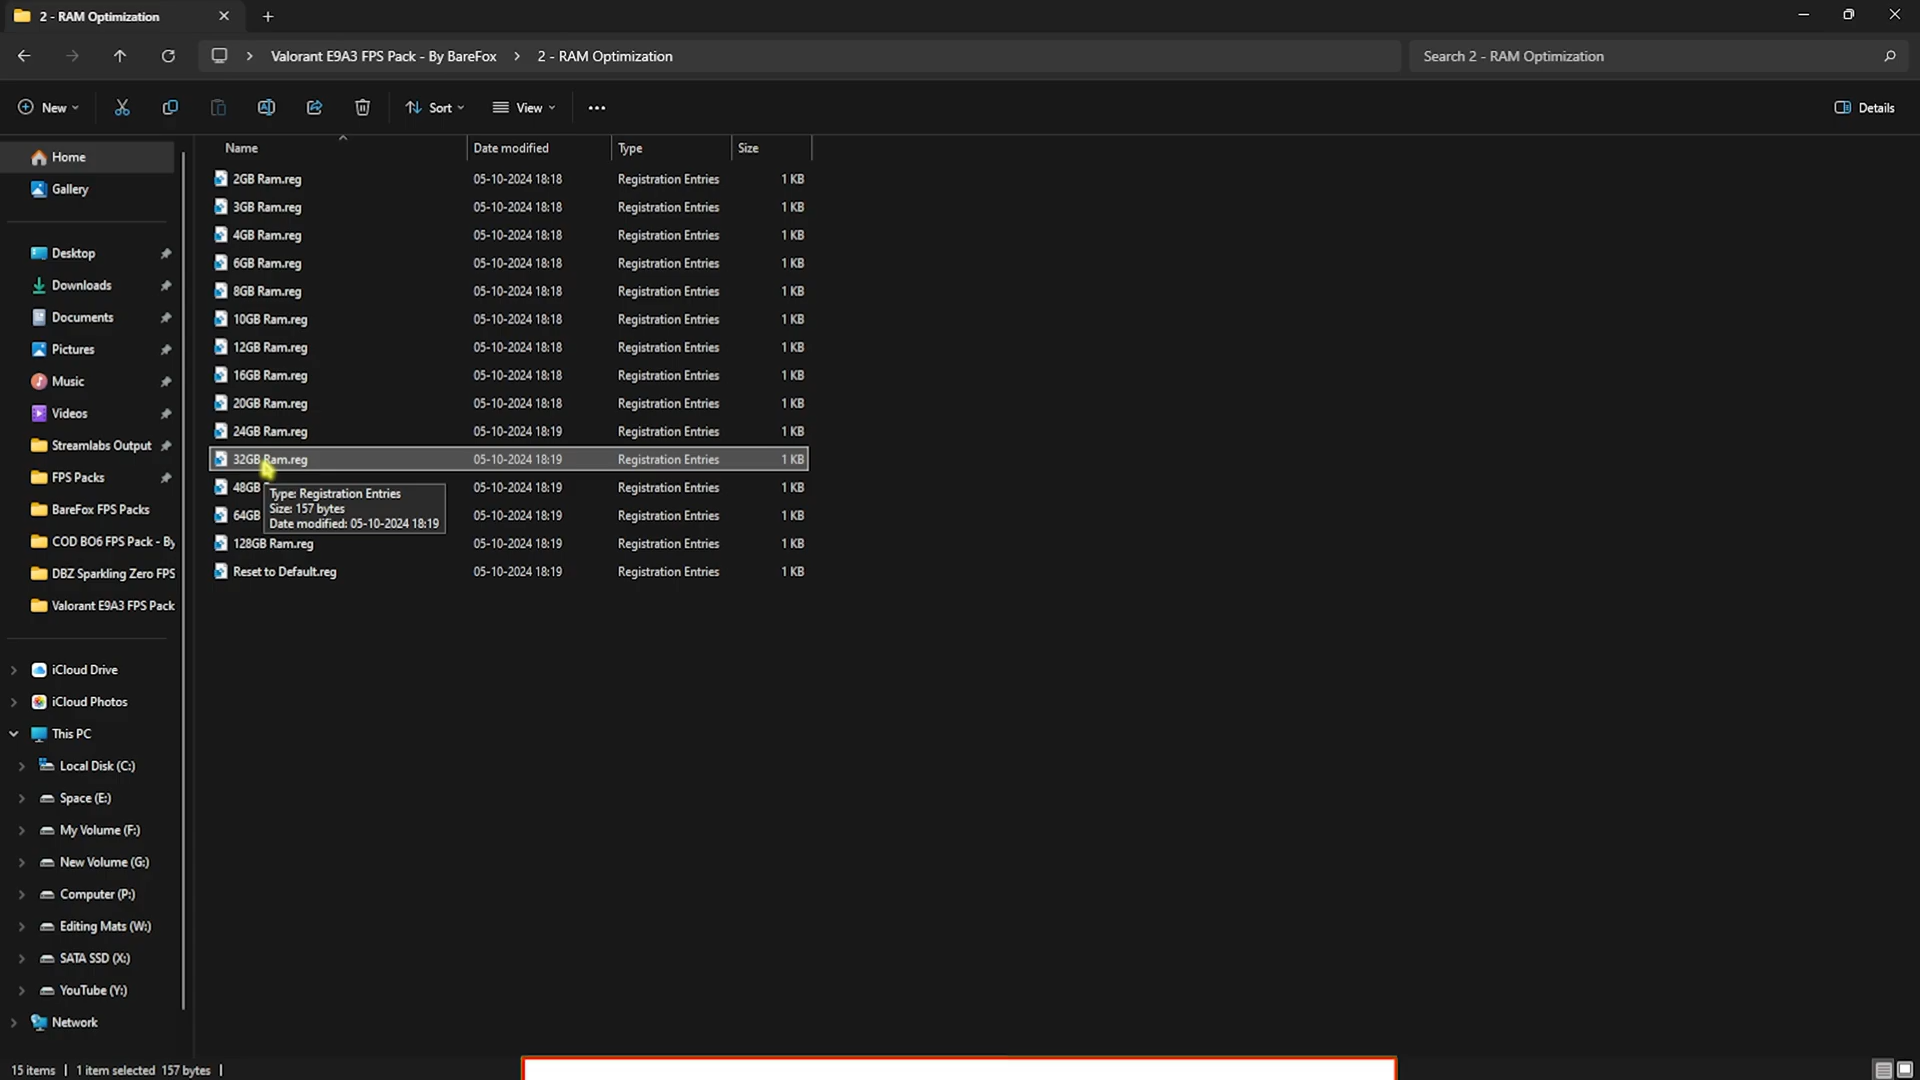 2 - RAM Optimization
Valorant E9A3 FPS Pack - By BareFox > 2 - RAM Optimization
Search 2 - RAM Optimization
New
Sort
View
Details
Name Date modified Type Size
2GB Ram.reg 05-10-2024 18:18 Registration Entries 1 KB
3GB Ram.reg 05-10-2024 18:18 Registration Entries 1 KB
4GB Ram.reg 05-10-2024 18:18 Registration Entries 1 KB
6GB Ram.reg 05-10-2024 18:18 Registration Entries 1 KB
8GB Ram.reg 05-10-2024 18:18 Registration Entries 1 KB
10GB Ram.reg 05-10-2024 18:18 Registration Entries 1 KB
12GB Ram.reg 05-10-2024 18:18 Registration Entries 1 KB
16GB Ram.reg 05-10-2024 18:18 Registration Entries 1 KB
20GB Ram.reg 05-10-2024 18:18 Registration Entries 1 KB
24GB Ram.reg 05-10-2024 18:19 Registration Entries 1 KB
32GB Ram.reg 05-10-2024 18:19 Registration Entries 1 KB
48GB 05-10-2024 18:19 Registration Entries 1 KB
64GB 05-10-2024 18:19 Registration Entries 1 KB
128GB Ram.reg 05-10-2024 18:19 Registration Entries 1 KB
Reset to Default.reg 05-10-2024 18:19 Registration Entries 1 KB
Type: Registration Entries
Size: 157 bytes
Date modified: 05-10-2024 18:19
Home
Gallery
Desktop
Downloads
Documents
Pictures
Music
Videos
Streamlabs Output
FPS Packs
BareFox FPS Packs
COD BO6 FPS Pack - By
DBZ Sparkling Zero FPS
Valorant E9A3 FPS Pack
iCloud Drive
iCloud Photos
This PC
Local Disk (C:)
Space (E:)
My Volume (F:)
New Volume (G:)
Computer (P:)
Editing Mats (W:)
SATA SSD (X:)
YouTube (Y:)
Network
15 items | 1 item selected 157 bytes |